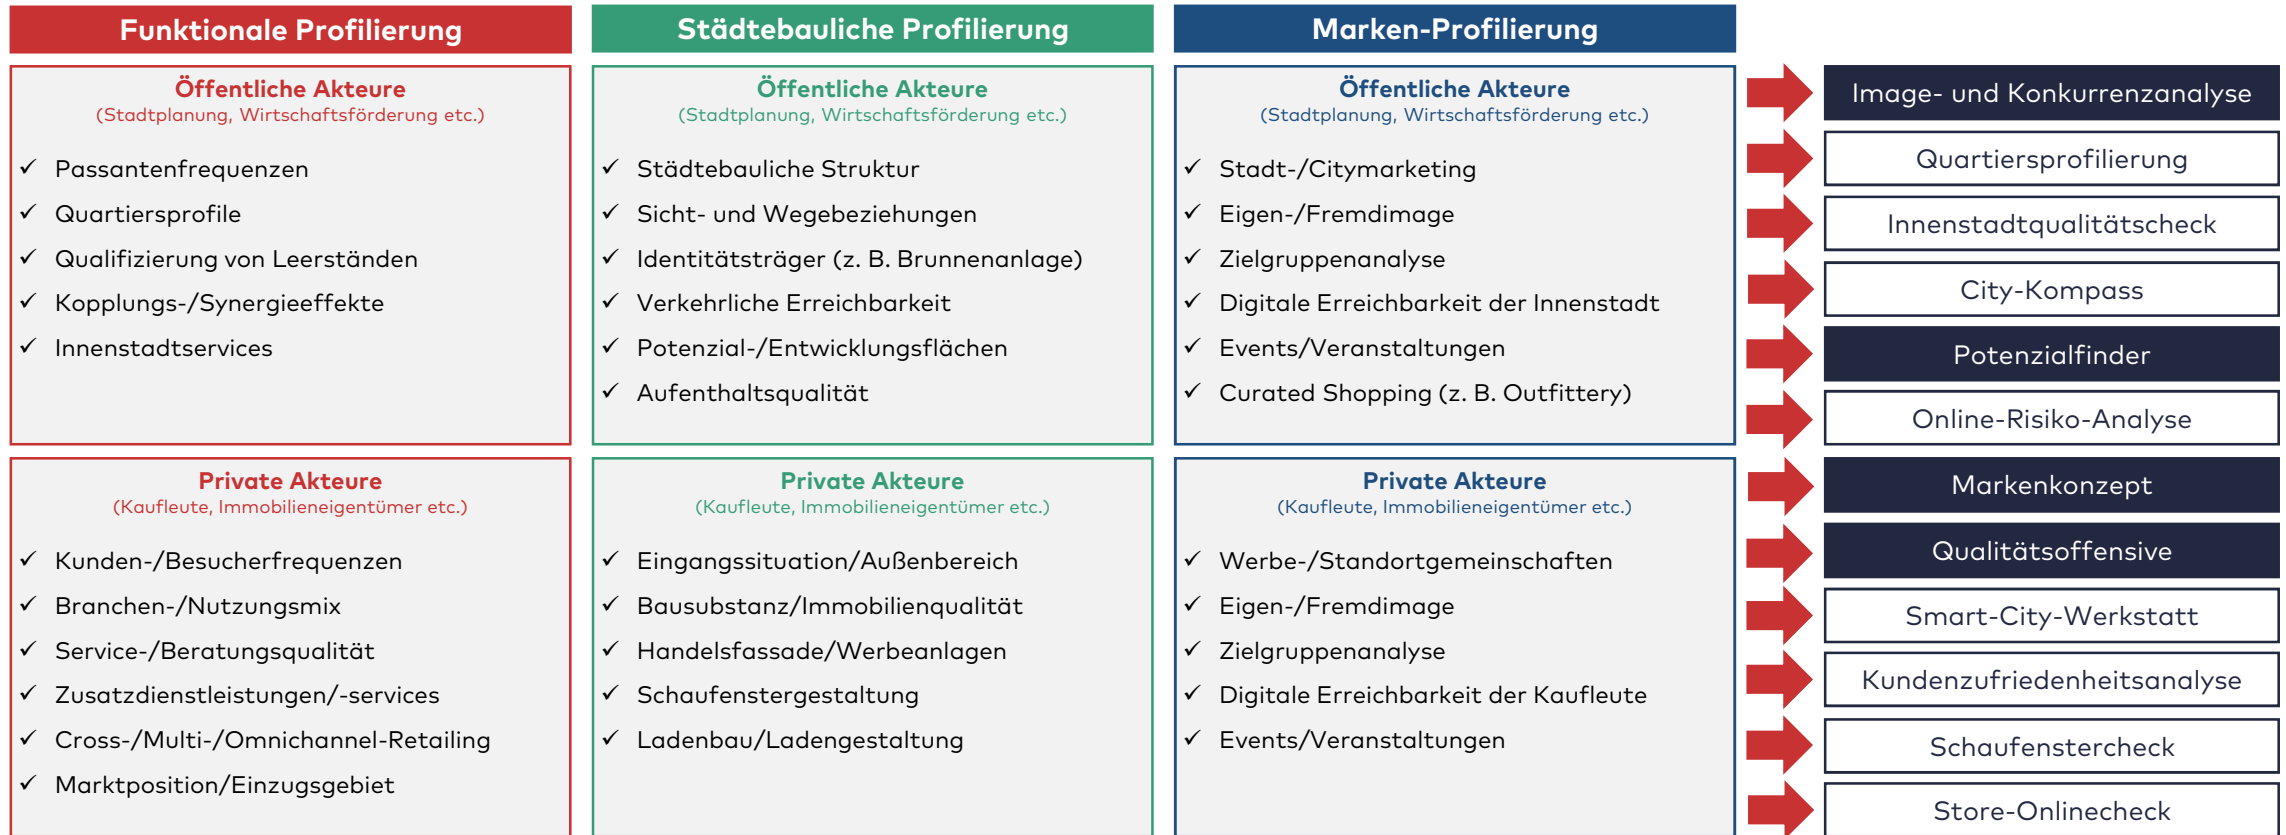 Funktionale Profilierung
Öffentliche Akteure
(Stadtplanung, Wirtschaftsförderung etc.)
✓ Passantenfrequenzen
✓ Quartiersprofile
✓ Qualifizierung von Leerständen
✓ Kopplungs-/Synergieeffekte
✓ Innenstadtservices
Private Akteure
(Kaufleute, Immobilieneigentümer etc.)
✓ Kunden-/Besucherfrequenzen
✓ Branchen-/Nutzungsmix
✓ Service-/Beratungsqualität
✓ Zusatzdienstleistungen/-services
✓ Cross-/Multi-/Omnichannel-Retailing
✓ Marktposition/Einzugsgebiet
Städtebauliche Profilierung
Öffentliche Akteure
(Stadtplanung, Wirtschaftsförderung etc.)
✓ Städtebauliche Struktur
✓ Sicht- und Wegebeziehungen
✓ Identitätsträger (z. B. Brunnenanlage)
✓ Verkehrliche Erreichbarkeit
✓ Potenzial-/Entwicklungsflächen
✓ Aufenthaltsqualität
Private Akteure
(Kaufleute, Immobilieneigentümer etc.)
✓ Eingangssituation/Außenbereich
✓ Bausubstanz/Immobilienqualität
✓ Handelsfassade/Werbeanlagen
✓ Schaufenstergestaltung
✓ Ladenbau/Ladengestaltung
Marken-Profilierung
Öffentliche Akteure
(Stadtplanung, Wirtschaftsförderung etc.)
✓ Stadt-/Citymarketing
✓ Eigen-/Fremdimage
✓ Zielgruppenanalyse
✓ Digitale Erreichbarkeit der Innenstadt
✓ Events/Veranstaltungen
✓ Curated Shopping (z. B. Outfittery)
Private Akteure
(Kaufleute, Immobilieneigentümer etc.)
✓ Werbe-/Standortgemeinschaften
✓ Eigen-/Fremdimage
✓ Zielgruppenanalyse
✓ Digitale Erreichbarkeit der Kaufleute
✓ Events/Veranstaltungen
Image- und Konkurrenzanalyse
Quartiersprofilierung
Innenstadtqualitätscheck
City-Kompass
Potenzialfinder
Online-Risiko-Analyse
Markenkonzept
Qualitätsoffensive
Smart-City-Werkstatt
Kundenzufriedenheitsanalyse
Schaufenstercheck
Store-Onlinecheck